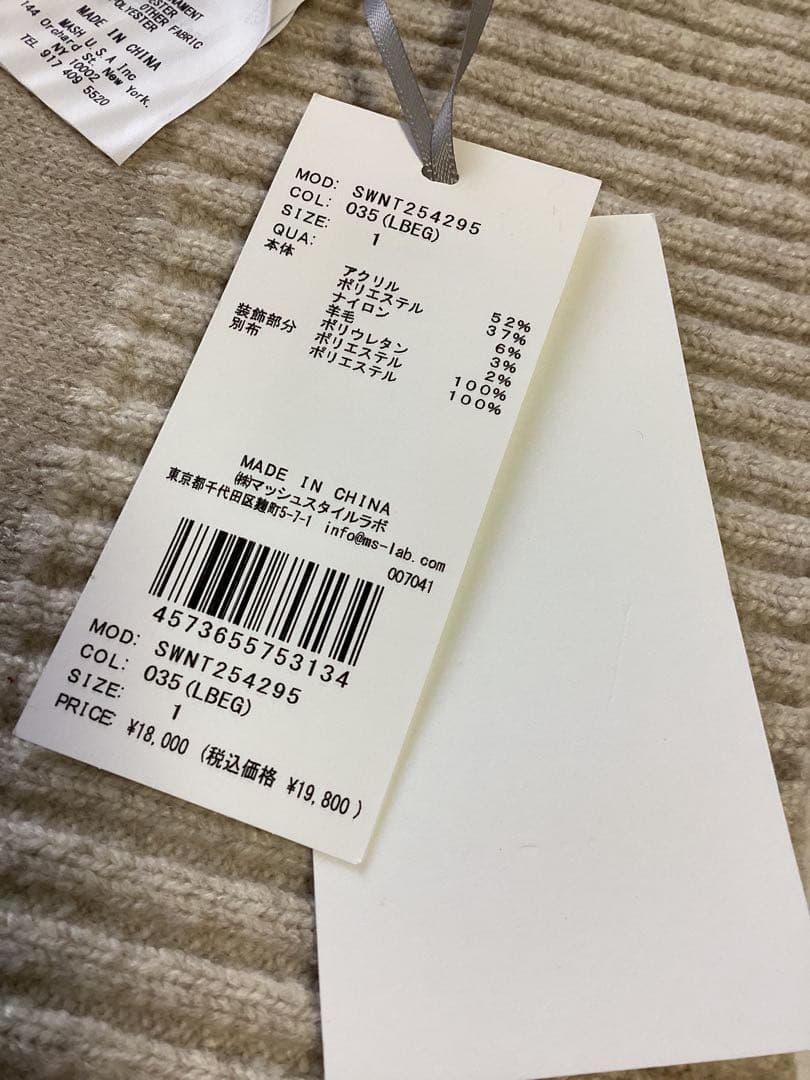 NAMENT
STER
OTHER FABRIC
POLYESTER
MADE IN CHINA
MASH U.S.A Inc
144 Orchard St. New York.
NY 10002
TEL 917 409 5520
MOD: SWNT254295
COL: 035(LBEG)
SIZE: 1
QUA:
本体
アクリル 52%
ポリエステル 37%
ナイロン 6%
羊毛 3%
ポリウレタン 2%
装飾部分 ポリエステル 100%
別布 ポリエステル 100%
MADE IN CHINA
㈱マッシュスタイルラボ
東京都千代田区麹町5-7-1 info@ms-lab.com
007041
4573655753134
MOD: SWNT254295
COL: 035(LBEG)
SIZE: 1
PRICE: ¥18,000 (税込価格 ¥19,800)